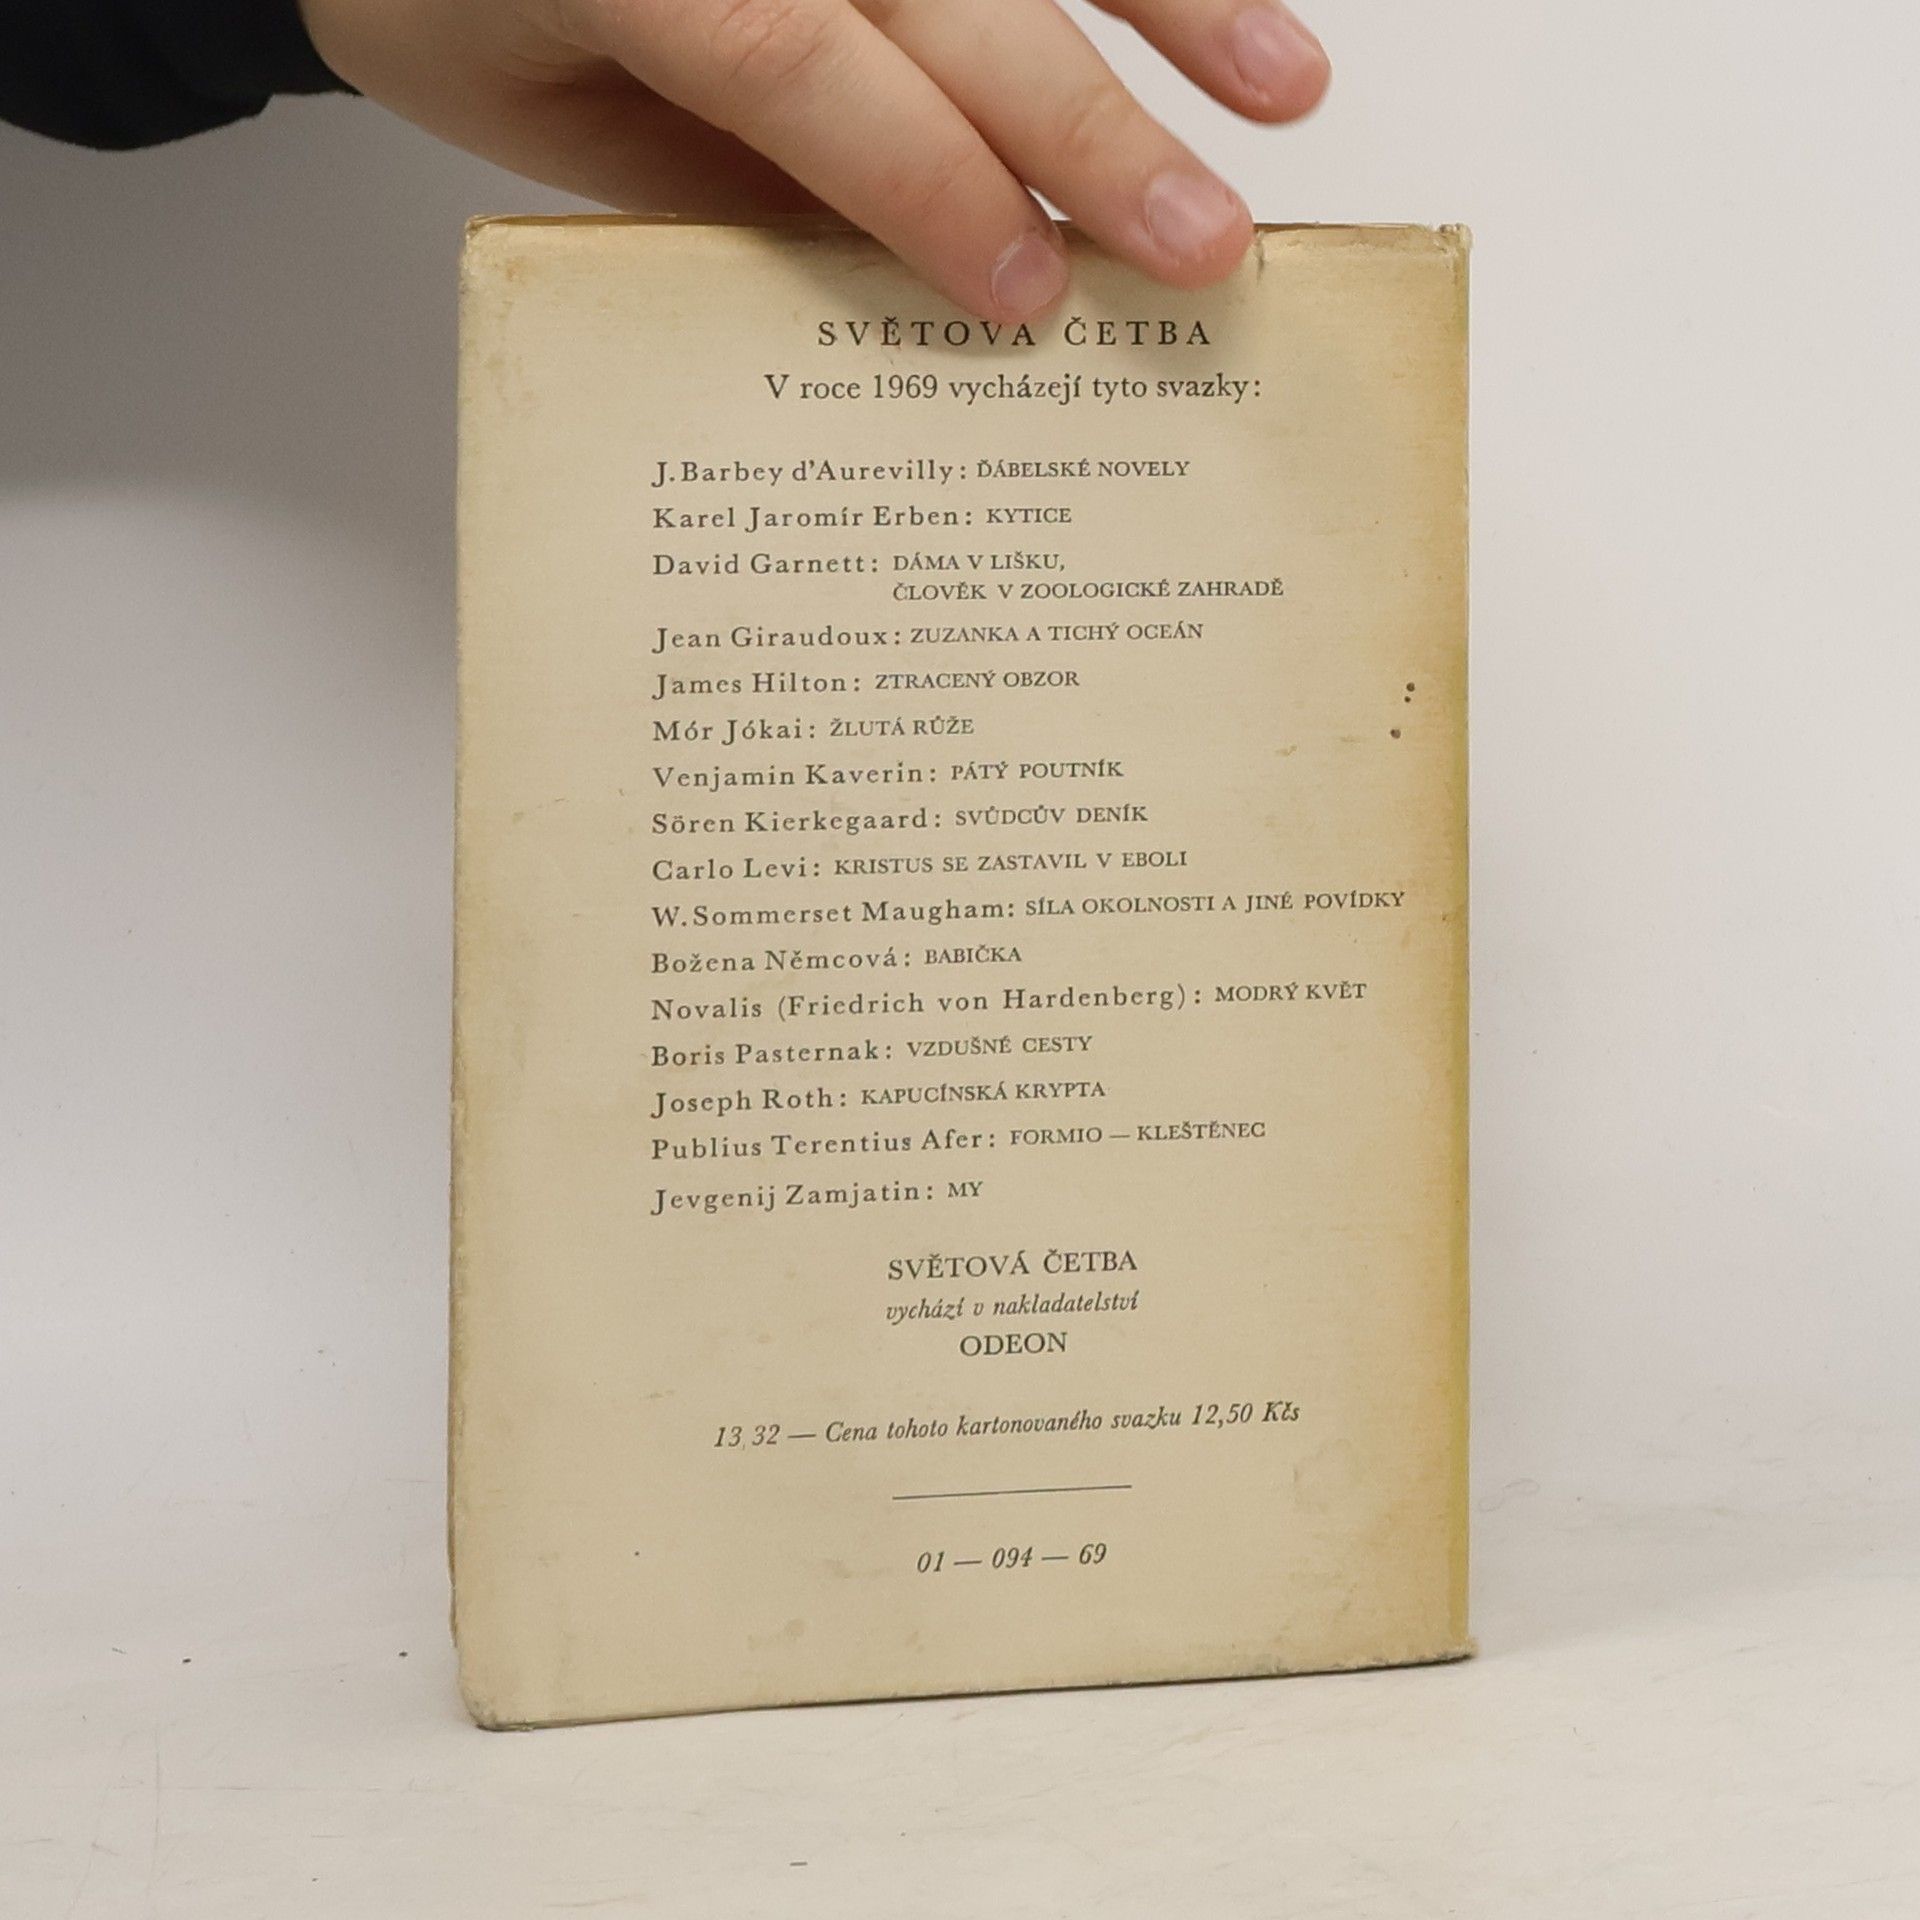 SVĚTOVÁ ČETBA
V roce 1969 vycházejí tyto svazky:
J. Barbey d'Aurevilly: ĎÁBELSKÉ NOVELY
Karel Jaromír Erben: KYTICE
David Garnett: DÁMA V LIŠKU,
ČLOVĚK V ZOOLOGICKÉ ZAHRADĚ
Jean Giraudoux: ZUZANKA A TICHÝ OCEÁN
James Hilton: ZTRACENÝ OBZOR
Mór Jókai: ŽLUTÁ RŮŽE
Venjamin Kaverin: PÁTÝ POUTNÍK
Sören Kierkegaard: SVŮDCŮV DENÍK
Carlo Levi: KRISTUS SE ZASTAVIL V EBOLI
W. Sommerset Maugham: SÍLA OKOLNOSTI A JINÉ POVÍDKY
Božena Němcová: BABIČKA
Novalis (Friedrich von Hardenberg): MODRÝ KVĚT
Boris Pasternak: VZDUŠNÉ CESTY
Joseph Roth: KAPUCÍNSKÁ KRYPTA
Publius Terentius Afer: FORMIO — KLEŠTĚNEC
Jevgenij Zamjatin: MY
SVĚTOVÁ ČETBA
vychází v nakladatelství
ODEON
13,32 — Cena tohoto kartonovaného svazku 12,50 Kčs
01 — 094 — 69